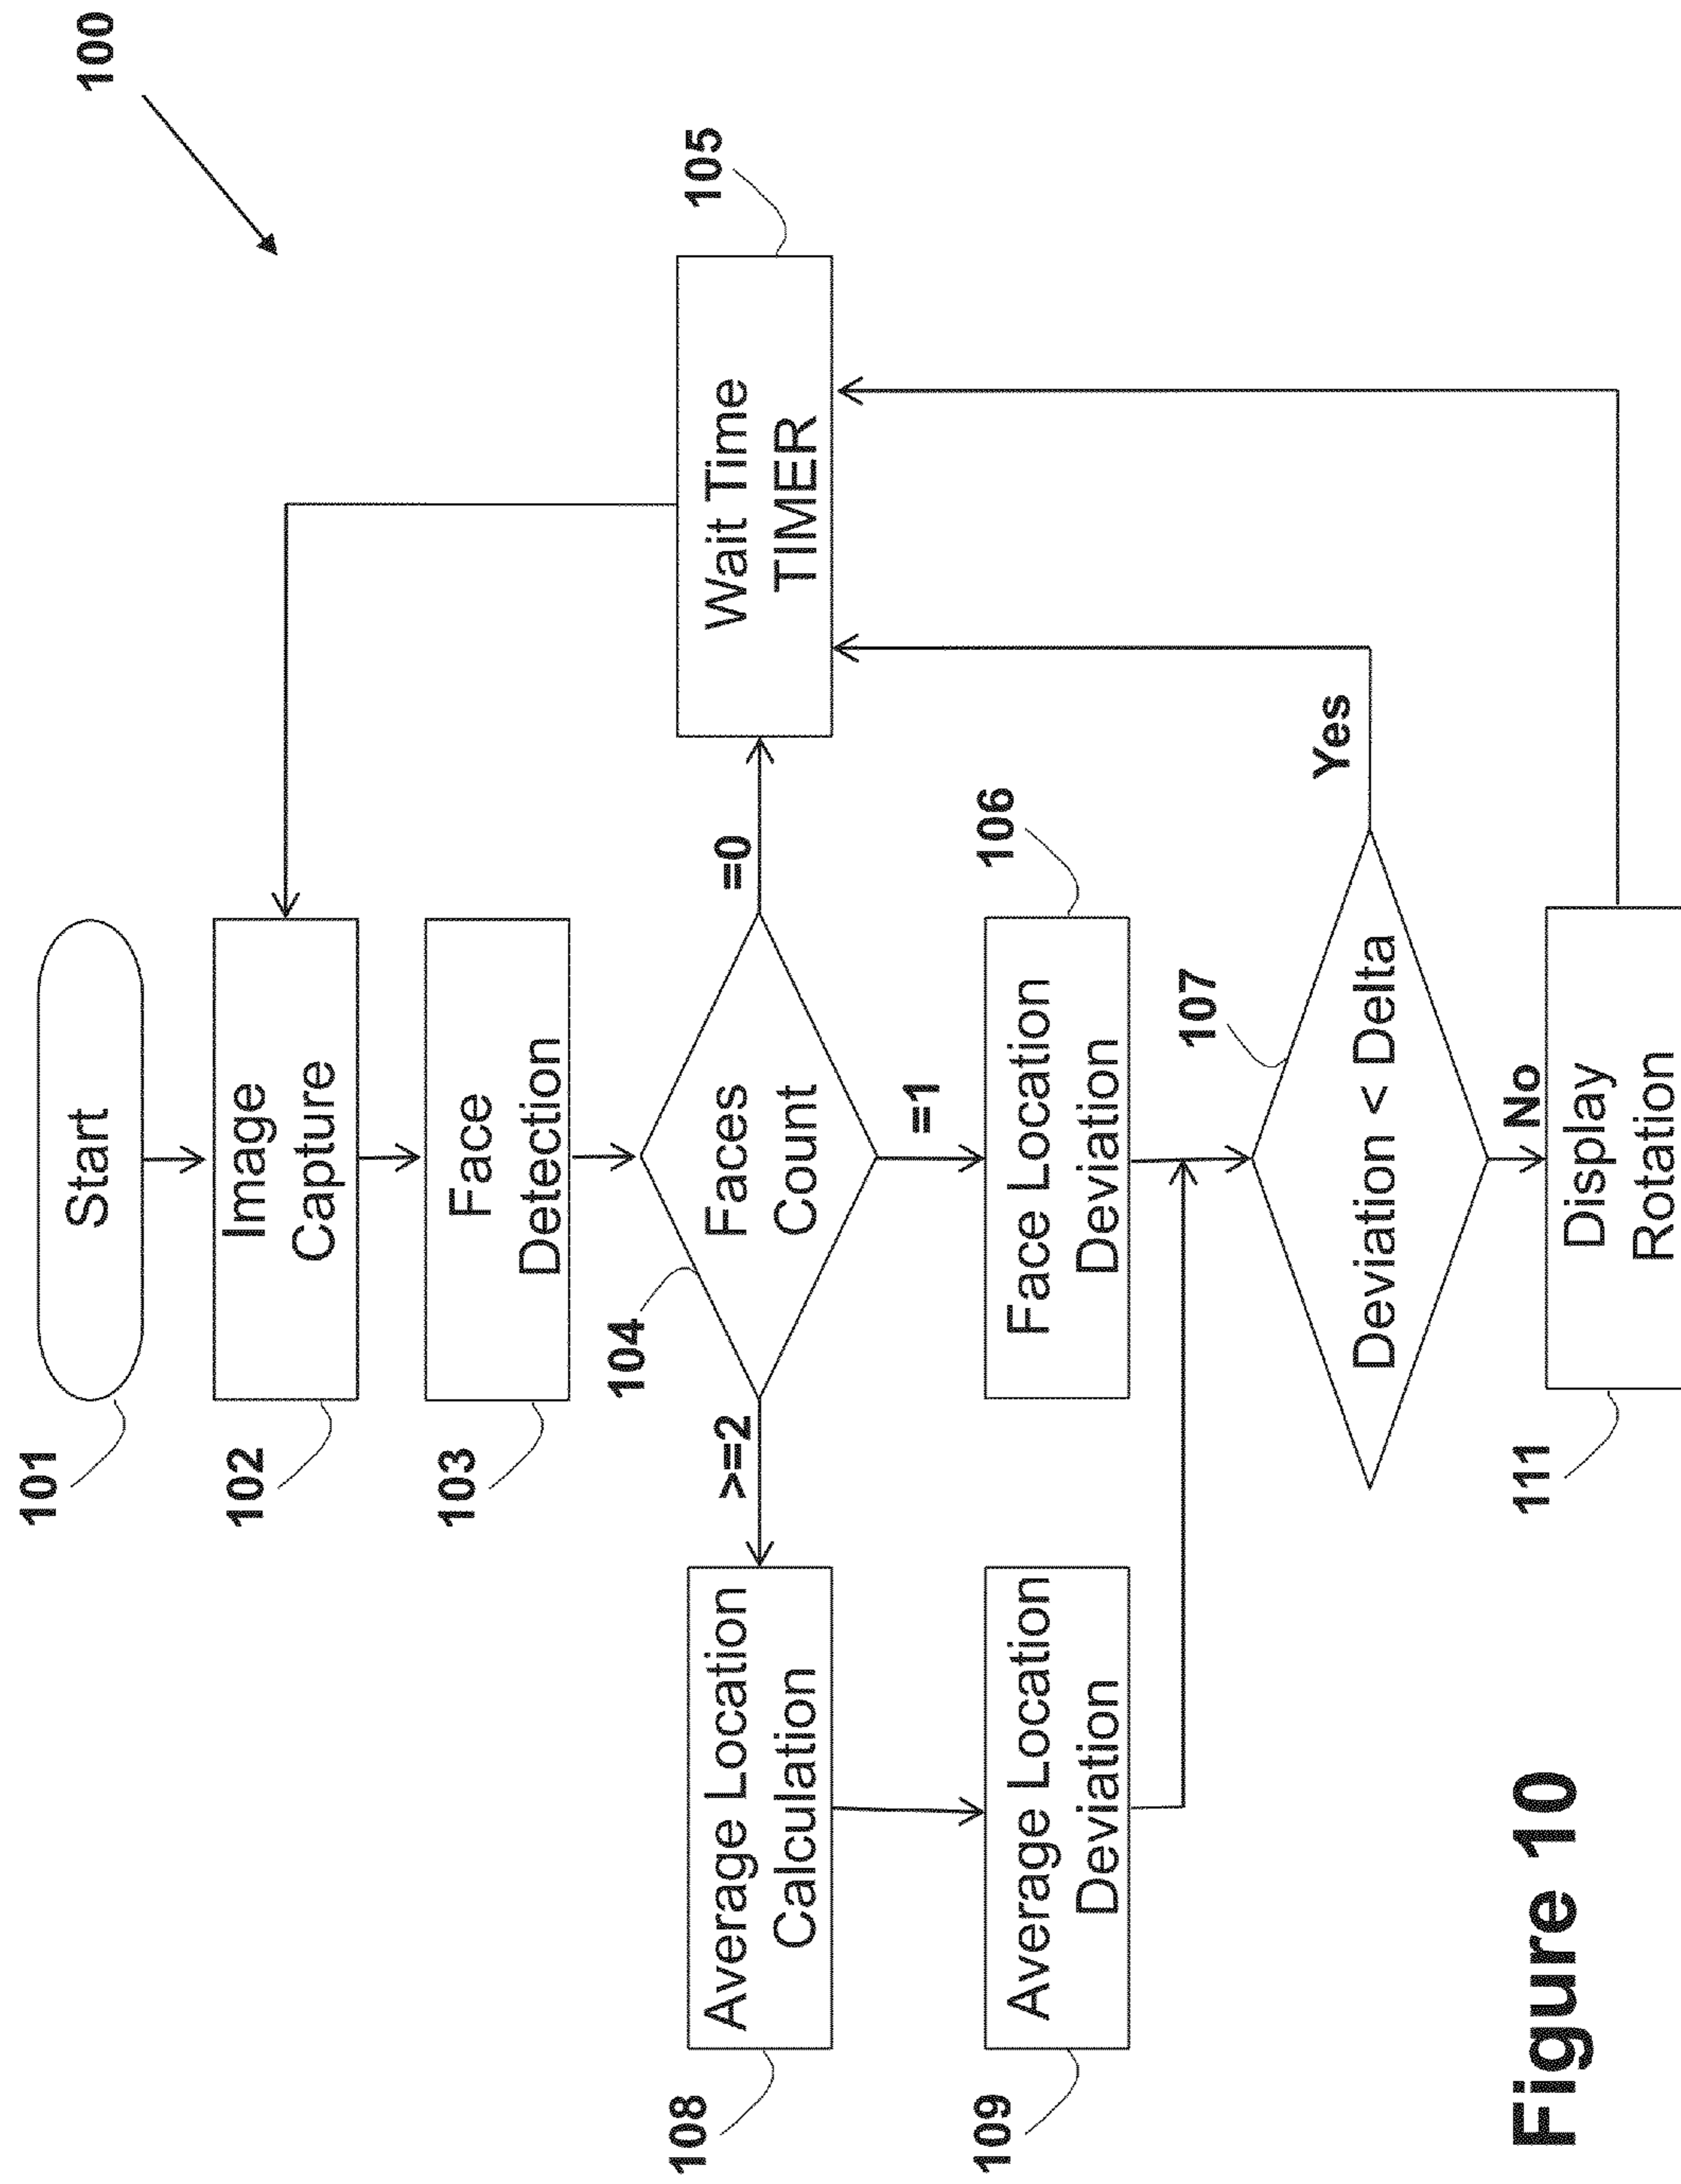 100
101
Start
102
Image
Capture
103
Face
Detection
104
Faces
Count
>=2
=0
=1
105
Wait Time
TIMER
108
Average Location
Calculation
106
Face Location
Deviation
109
Average Location
Deviation
107
Deviation < Delta
Yes
No
111
Display
Rotation
Figure 10